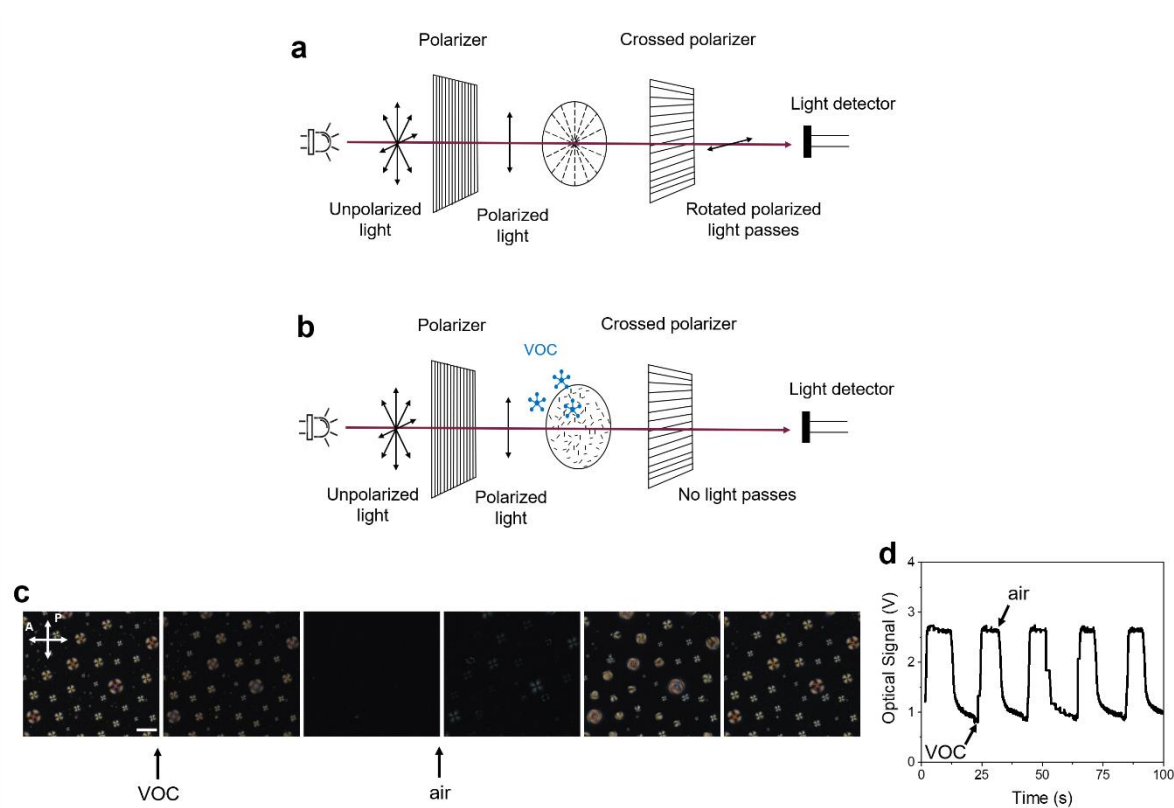 a
Polarizer
Crossed polarizer
Light detector
Unpolarized
light
Polarized
light
Rotated polarized
light passes
b
Polarizer
Crossed polarizer
VOC
Light detector
Unpolarized
light
Polarized
light
No light passes
c
A
P
VOC
air
d
Optical Signal (V)
4
3
2
1
0
air
VOC
0
25
50
75
100
Time (s)